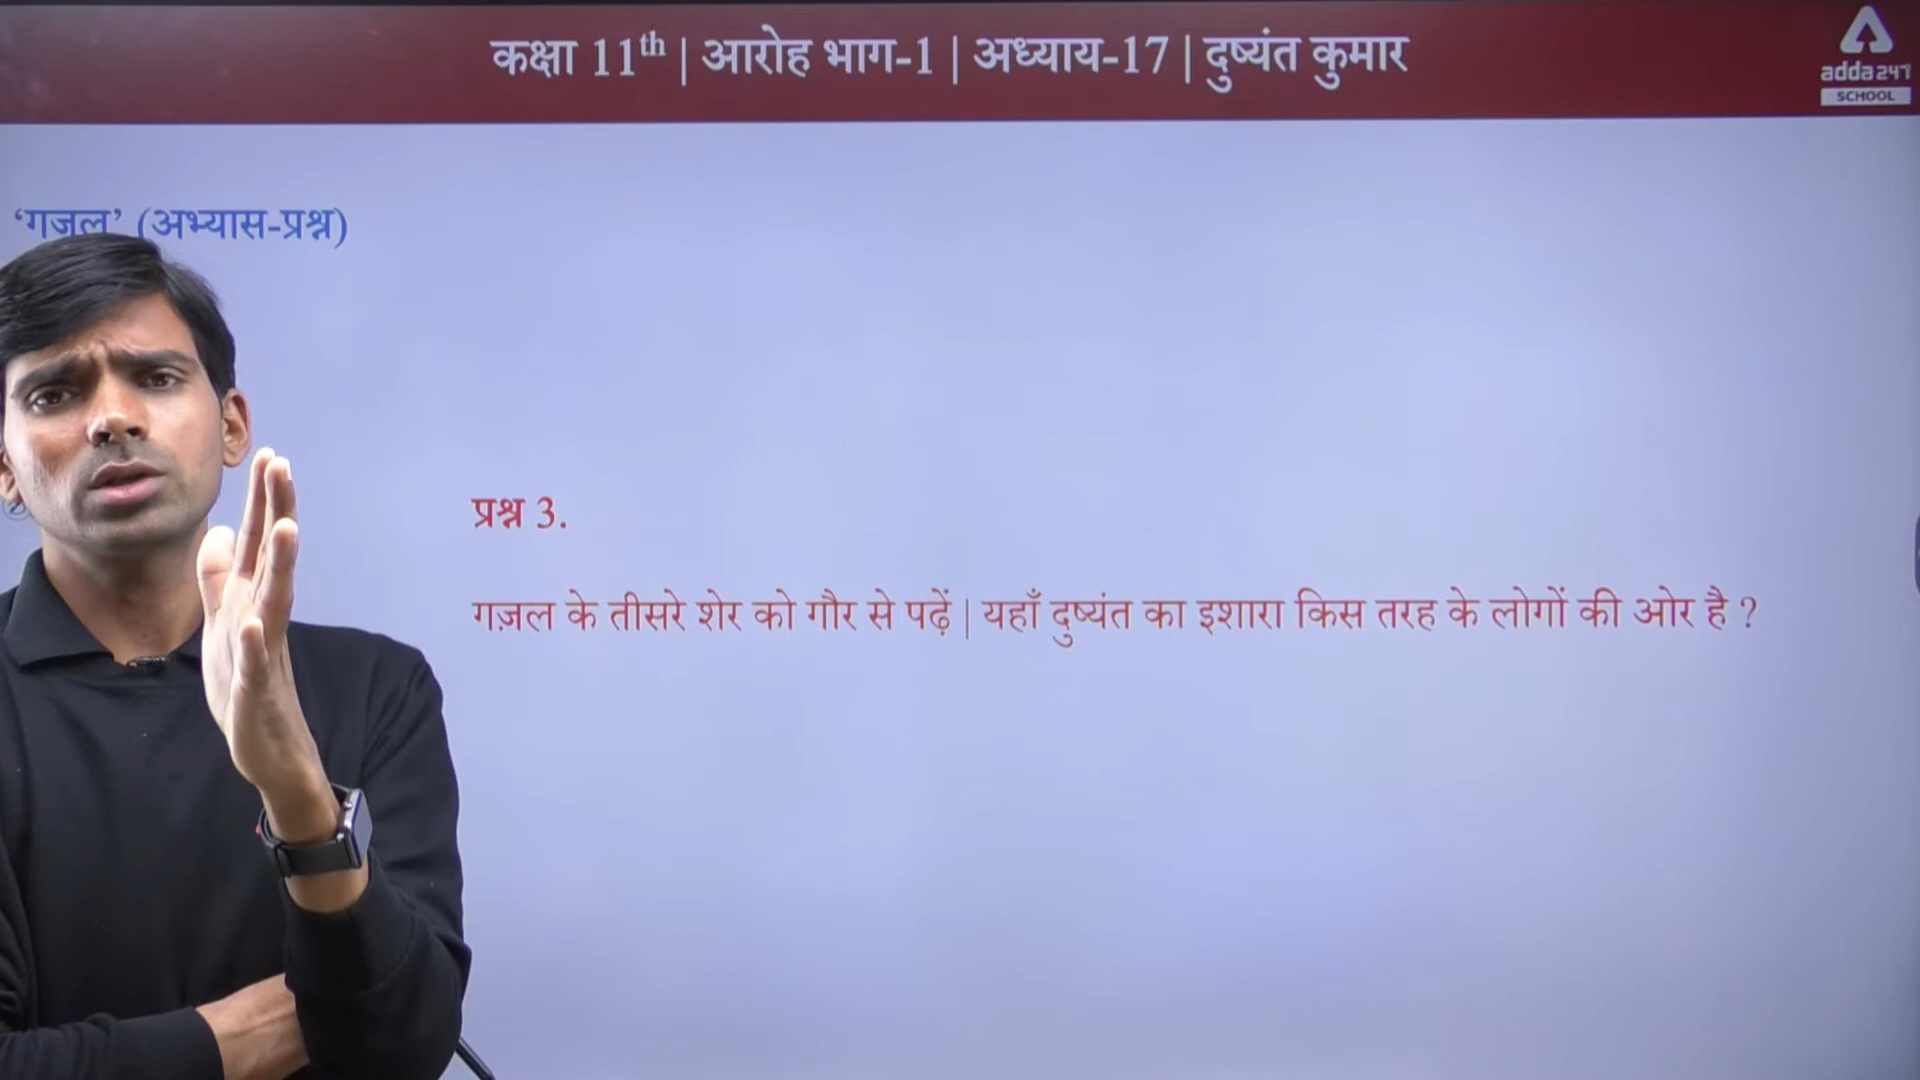 कक्षा 11th | आरोह भाग-1 | अध्याय-17 | दुष्यंत कुमार
adda247
SCHOOL
‘गजल’ (अभ्यास-प्रश्न)
प्रश्न 3.
गज़ल के तीसरे शेर को गौर से पढ़ें | यहाँ दुष्यंत का इशारा किस तरह के लोगों की ओर है ?